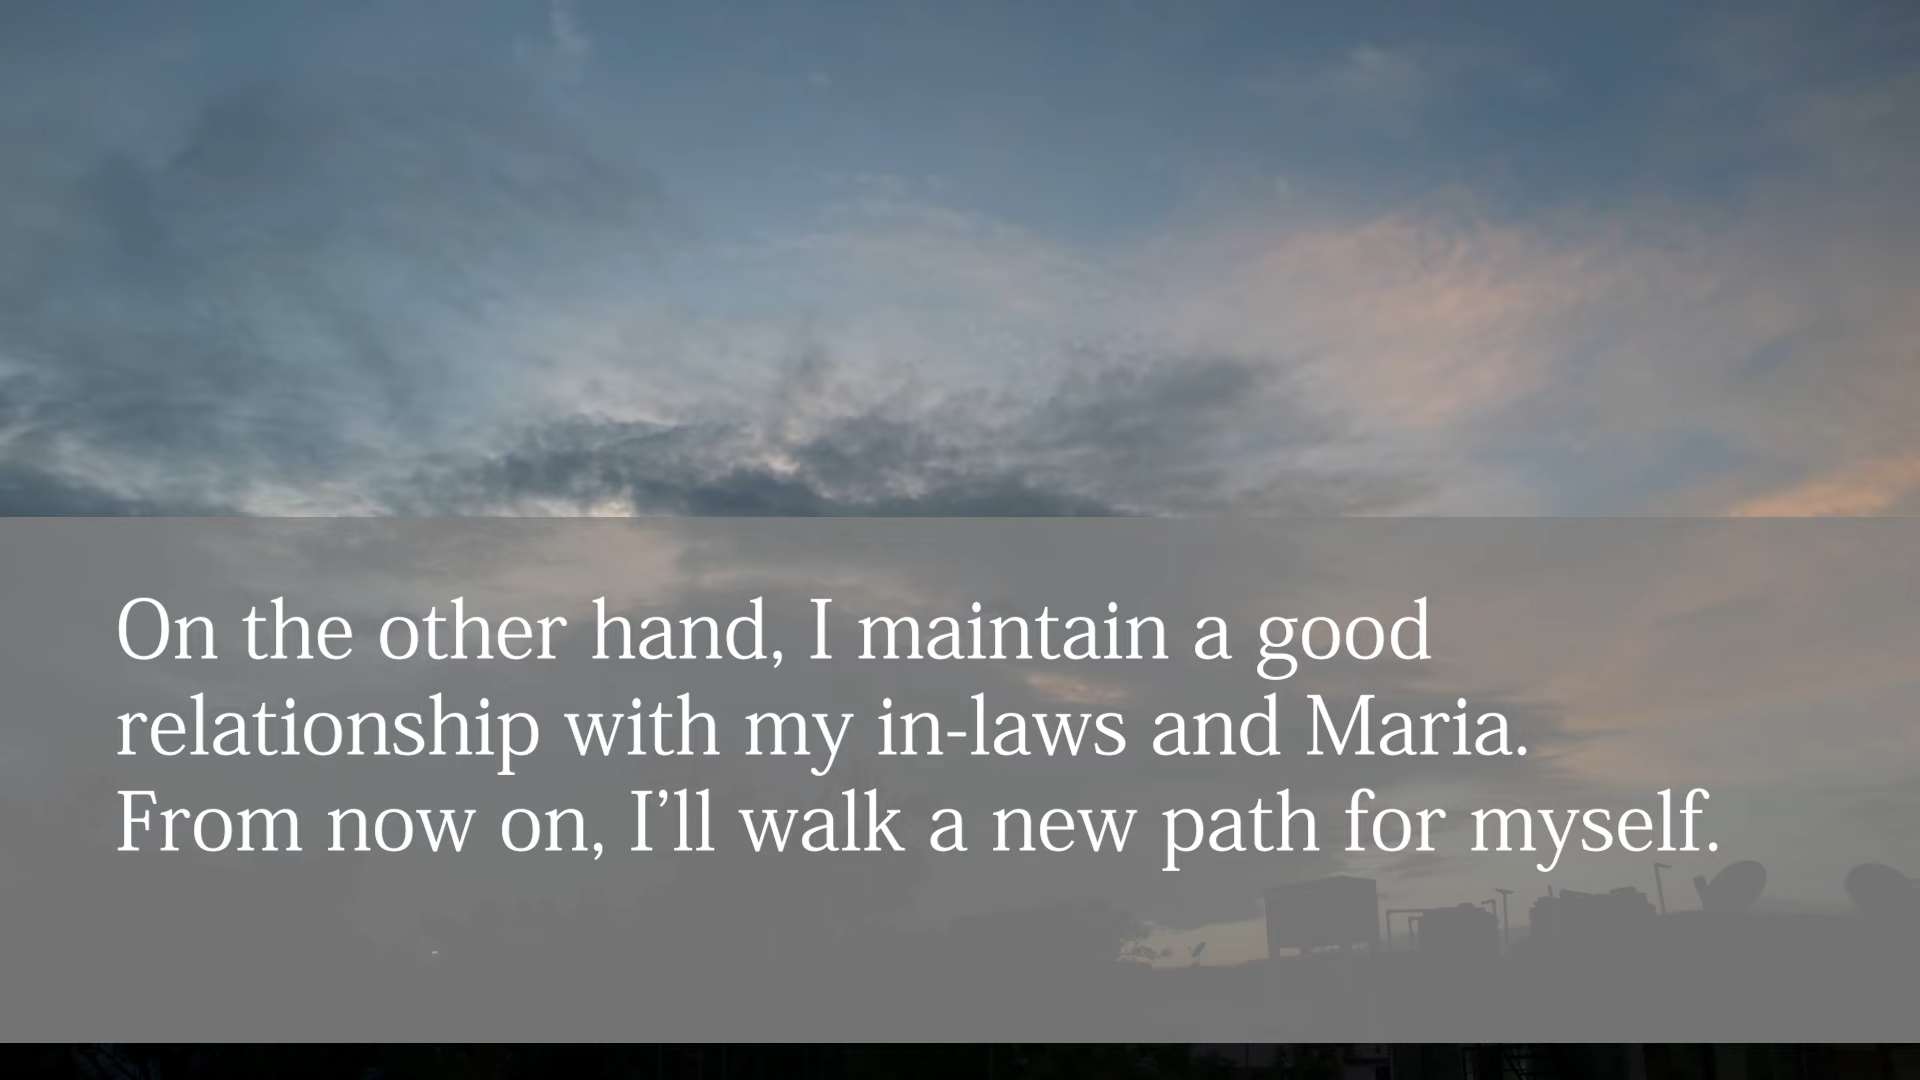 On the other hand, I maintain a good
relationship with my in-laws and Maria.
From now on, I’ll walk a new path for myself.